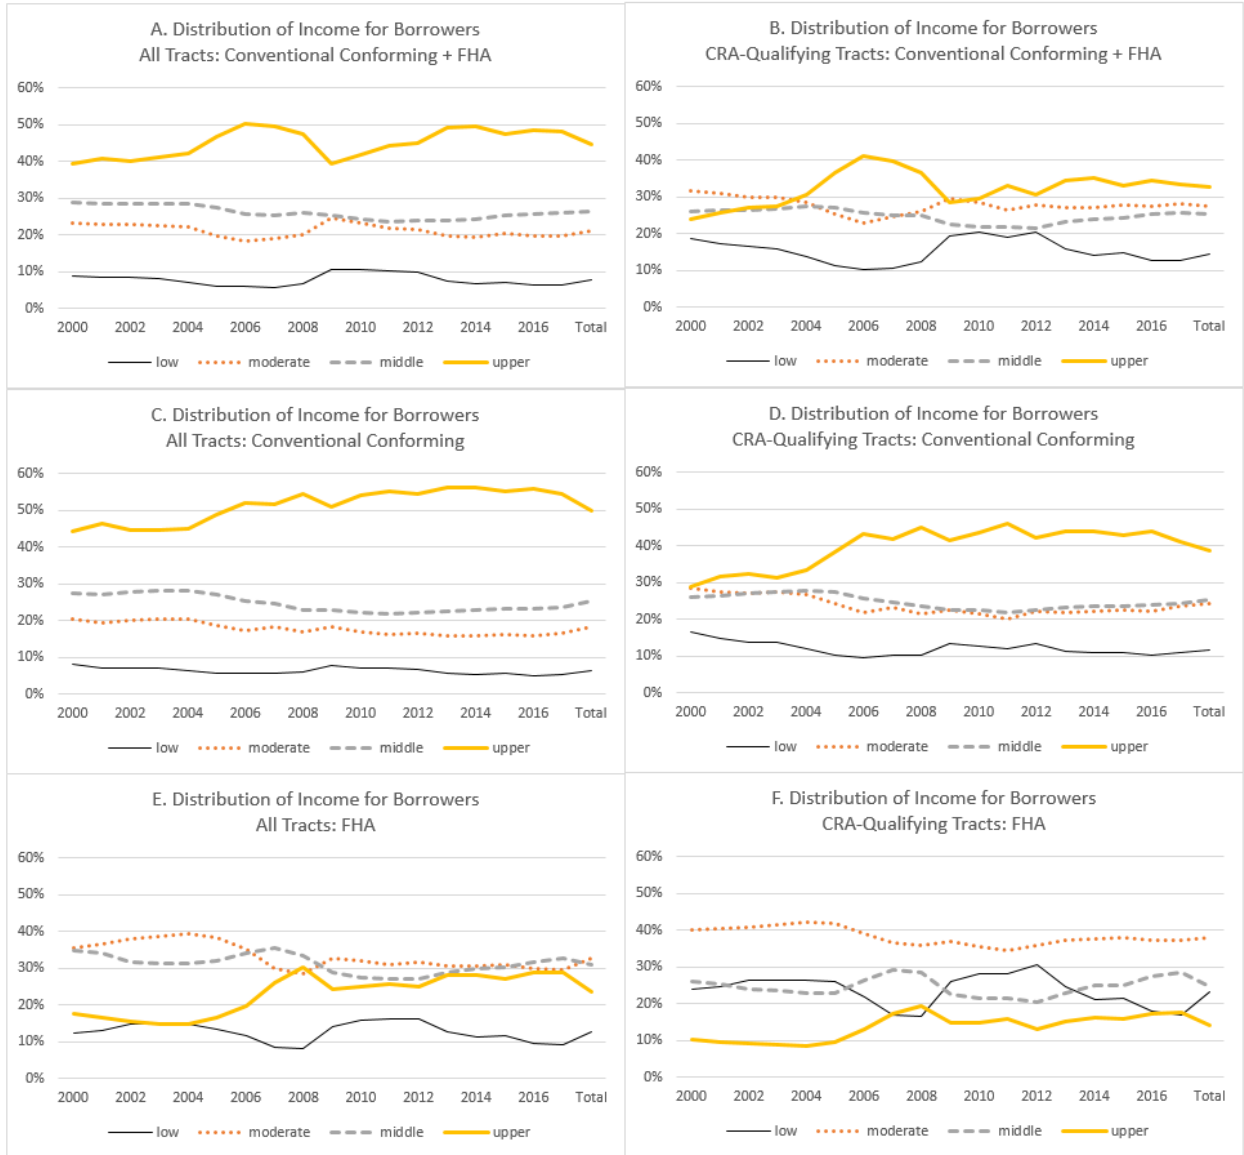 A. Distribution of Income for Borrowers
All Tracts: Conventional Conforming + FHA
60%
50%
40%
30%
20%
10%
0%
2000 2002 2004 2006 2008 2010 2012 2014 2016 Total
low moderate middle upper
B. Distribution of Income for Borrowers
CRA-Qualifying Tracts: Conventional Conforming + FHA
60%
50%
40%
30%
20%
10%
0%
2000 2002 2004 2006 2008 2010 2012 2014 2016 Total
low moderate middle upper
C. Distribution of Income for Borrowers
All Tracts: Conventional Conforming
60%
50%
40%
30%
20%
10%
0%
2000 2002 2004 2006 2008 2010 2012 2014 2016 Total
low moderate middle upper
D. Distribution of Income for Borrowers
CRA-Qualifying Tracts: Conventional Conforming
60%
50%
40%
30%
20%
10%
0%
2000 2002 2004 2006 2008 2010 2012 2014 2016 Total
low moderate middle upper
E. Distribution of Income for Borrowers
All Tracts: FHA
60%
50%
40%
30%
20%
10%
0%
2000 2002 2004 2006 2008 2010 2012 2014 2016 Total
low moderate middle upper
F. Distribution of Income for Borrowers
CRA-Qualifying Tracts: FHA
60%
50%
40%
30%
20%
10%
0%
2000 2002 2004 2006 2008 2010 2012 2014 2016 Total
low moderate middle upper